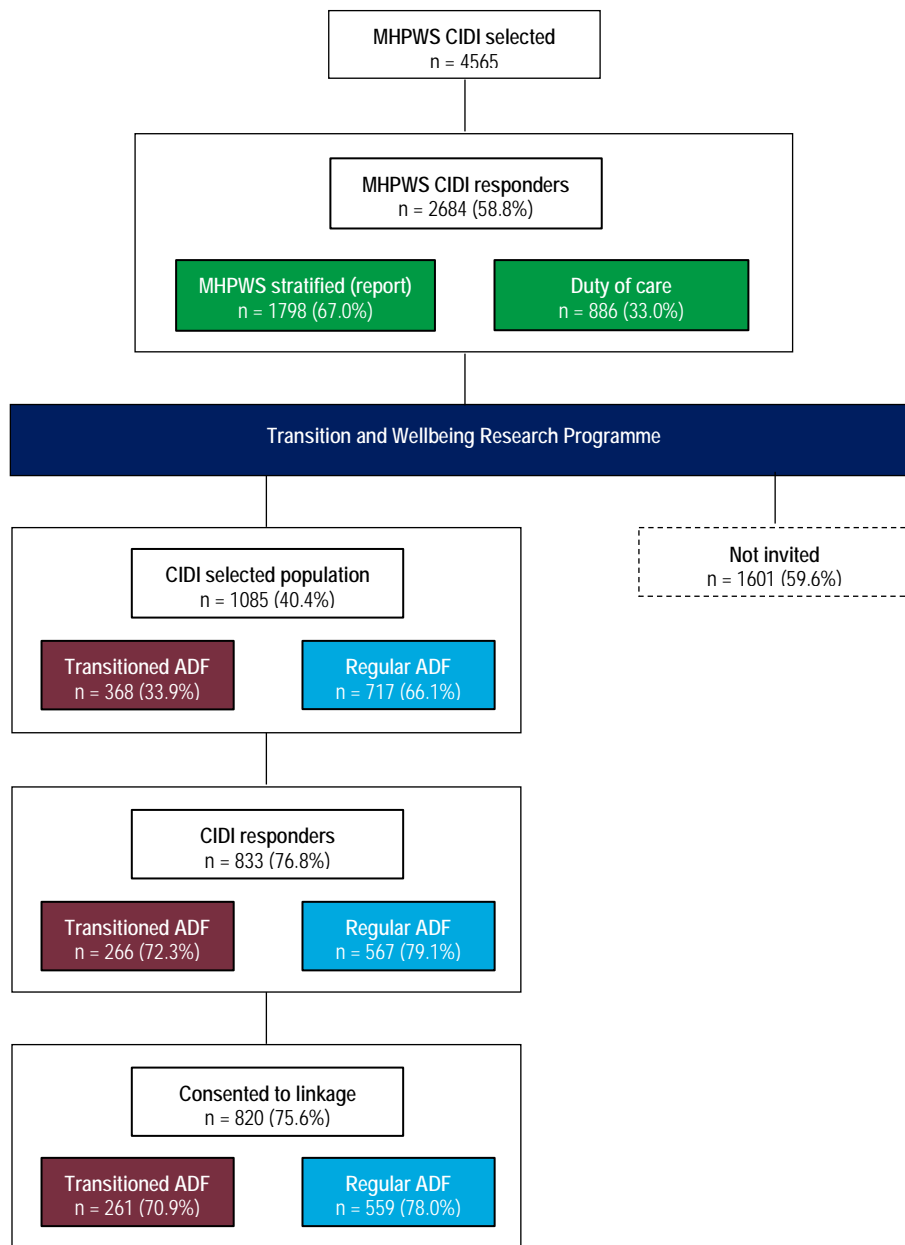 MHPWS CIDI selected
n = 4565
MHPWS CIDI responders
n = 2684 (58.8%)
MHPWS stratified (report)
n = 1798 (67.0%)
Duty of care
n = 886 (33.0%)
Transition and Wellbeing Research Programme
CIDI selected population
n = 1085 (40.4%)
Not invited
n = 1601 (59.6%)
Transitioned ADF
n = 368 (33.9%)
Regular ADF
n = 717 (66.1%)
CIDI responders
n = 833 (76.8%)
Transitioned ADF
n = 266 (72.3%)
Regular ADF
n = 567 (79.1%)
Consented to linkage
n = 820 (75.6%)
Transitioned ADF
n = 261 (70.9%)
Regular ADF
n = 559 (78.0%)